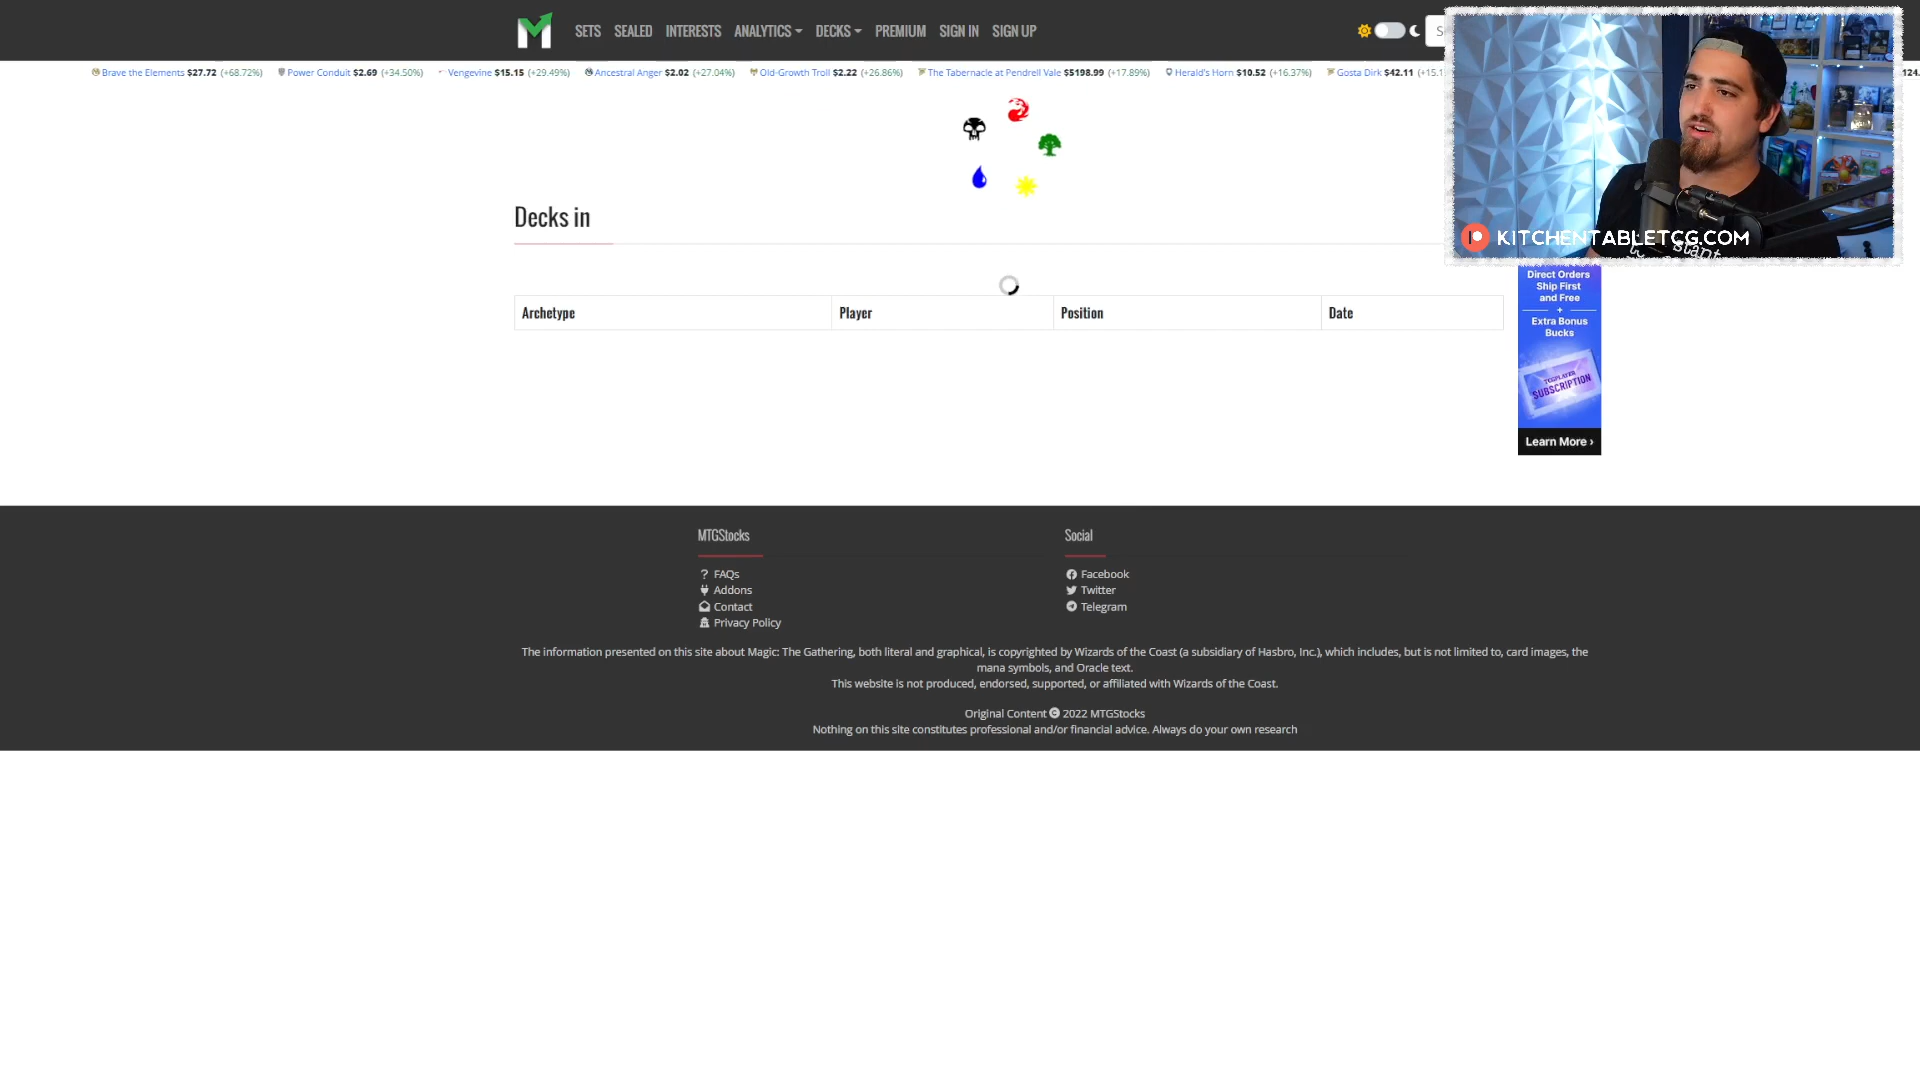 SETS SEALED INTERESTS ANALYTICS DECKS PREMIUM SIGN IN SIGN UP
Brave the Elements $27.72 (+68.72%) Power Conduit $2.69 (+34.50%) Vengevine $15.15 (+29.49%) Ancestral Anger $2.02 (+27.04%) Old-Growth Troll $2.22 (+26.86%) The Tabernacle at Pendrell Vale $5198.99 (+17.89%) Herald's Horn $10.52 (+16.37%) Gosta Dirk $42.11
KITCHENTABLETCG.COM
Decks in
Archetype Player Position Date
Direct Orders
Ship First
and Free
+
Extra Bonus
Bucks
TCGPLAYER
SUBSCRIPTION
Learn More ›
MTGStocks
? FAQs
Addons
Contact
Privacy Policy
Social
Facebook
Twitter
Telegram
The information presented on this site about Magic: The Gathering, both literal and graphical, is copyrighted by Wizards of the Coast (a subsidiary of Hasbro, Inc.), which includes, but is not limited to, card images, the
mana symbols, and Oracle text.
This website is not produced, endorsed, supported, or affiliated with Wizards of the Coast.
Original Content © 2022 MTGStocks
Nothing on this site constitutes professional and/or financial advice. Always do your own research